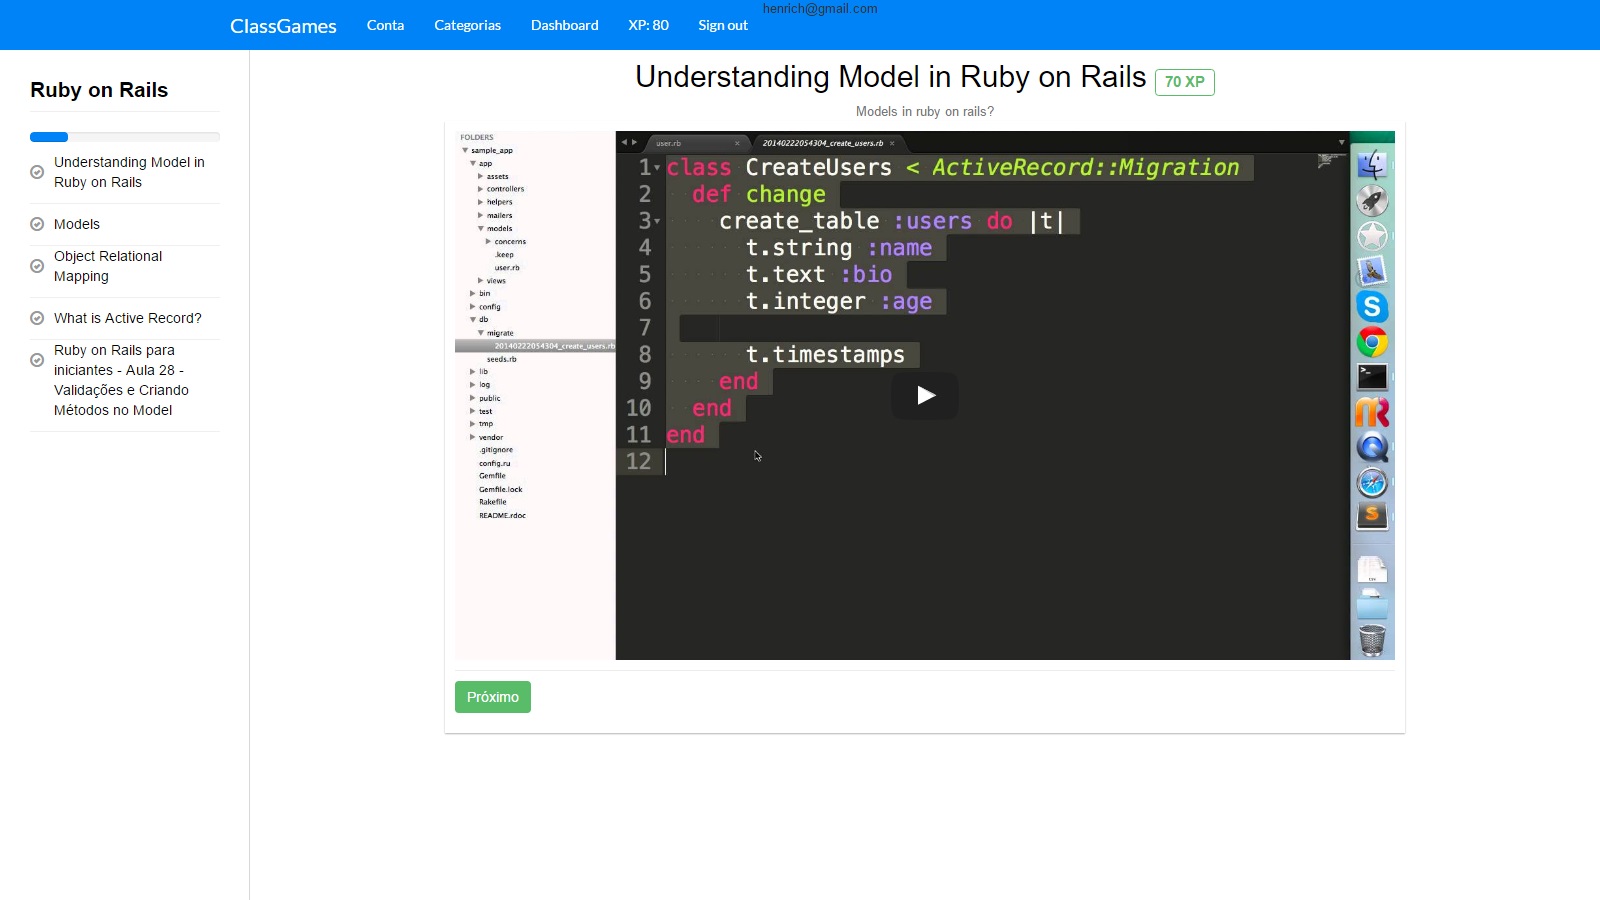 henrich@gmail.com
ClassGames Conta Categorias Dashboard XP: 80 Sign out
Ruby on Rails
Understanding Model in
Ruby on Rails
Models
Object Relational
Mapping
What is Active Record?
Ruby on Rails para
iniciantes - Aula 28 -
Validações e Criando
Métodos no Model
Understanding Model in Ruby on Rails 70 XP
Models in ruby on rails?
FOLDERS
sample_app
app
assets
controllers
helpers
mailers
models
concerns
.keep
user.rb
views
bin
config
db
migrate
20140222054304_create_users.rb
seeds.rb
lib
log
public
test
tmp
vendor
.gitignore
config.ru
Gemfile
Gemfile.lock
Rakefile
README.rdoc
user.rb 20140222054304_create_users.rb
1 class CreateUsers < ActiveRecord::Migration
2 def change
3 create_table :users do |t|
4 t.string :name
5 t.text :bio
6 t.integer :age
7
8 t.timestamps
9 end
10 end
11 end
12
Próximo